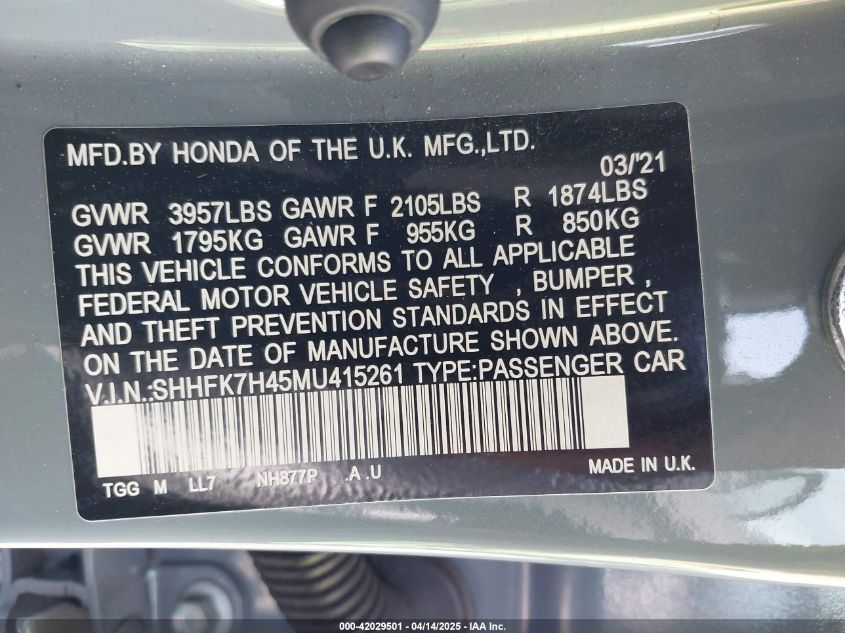 MFD.BY HONDA OF THE U.K. MFG.,LTD.
03/'21
GVWR 3957LBS GAWR F 2105LBS R 1874LBS
GVWR 1795KG GAWR F 955KG R 850KG
THIS VEHICLE CONFORMS TO ALL APPLICABLE
FEDERAL MOTOR VEHICLE SAFETY , BUMPER ,
AND THEFT PREVENTION STANDARDS IN EFFECT
ON THE DATE OF MANUFACTURE SHOWN ABOVE.
V.I.N.:SHHFK7H45MU415261 TYPE:PASSENGER CAR
TGG M LL7 NH877P .A .U MADE IN U.K.
000-42029501 - 04/14/2025 - IAA Inc.